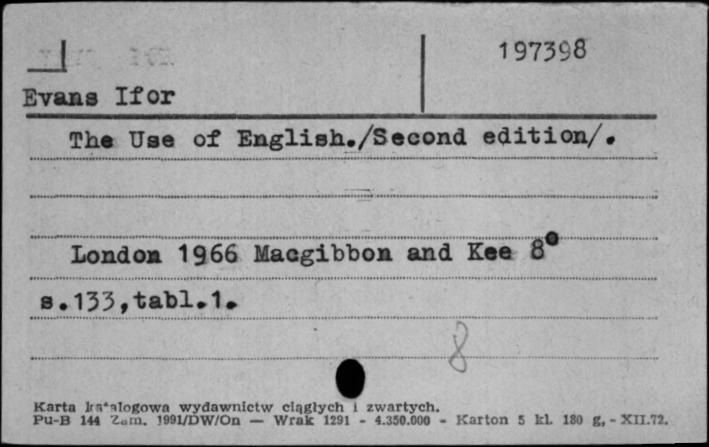 197398
Evans Ifor
The Use of English./Second edition/.
London 1966 Macgibbon and Kee 8°
s.133,tabl.1.
8
Karta katalogowa wydawnictw ciągłych i zwartych.
Pu-B 144 Zam. 1991/DW/On — Wrak 1291 - 4.350.000 - Karton 5 kl. 180 g, - XII.72.